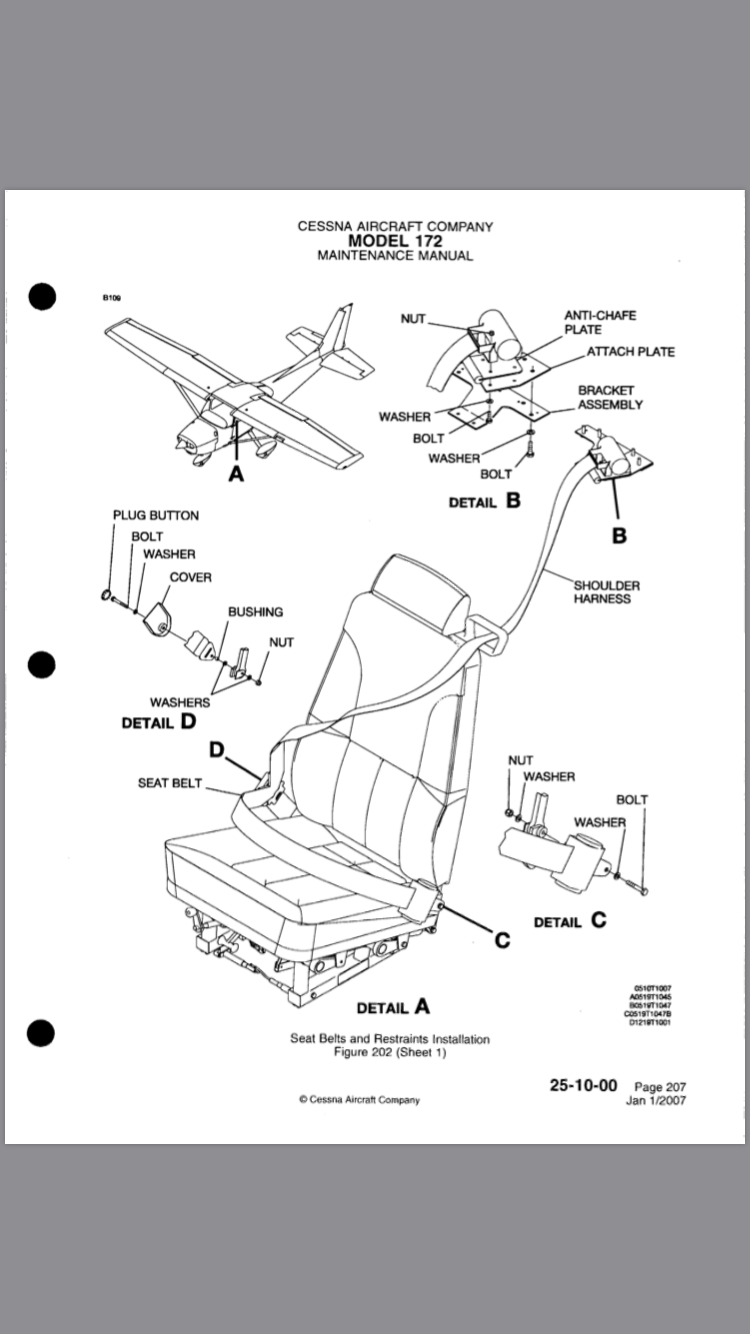 CESSNA AIRCRAFT COMPANY
MODEL 172
MAINTENANCE MANUAL
B109
A
NUT
ANTI-CHAFE
PLATE
ATTACH PLATE
BRACKET
ASSEMBLY
WASHER
BOLT
WASHER
BOLT
DETAIL B
B
SHOULDER
HARNESS
PLUG BUTTON
BOLT
WASHER
COVER
BUSHING
NUT
WASHERS
DETAIL D
D
SEAT BELT
NUT
WASHER
BOLT
WASHER
DETAIL C
C
DETAIL A
0510T1007
A0519T1045
B0519T1047
C0519T1047B
D1219T1001
Seat Belts and Restraints Installation
Figure 202 (Sheet 1)
25-10-00 Page 207
Jan 1/2007
© Cessna Aircraft Company